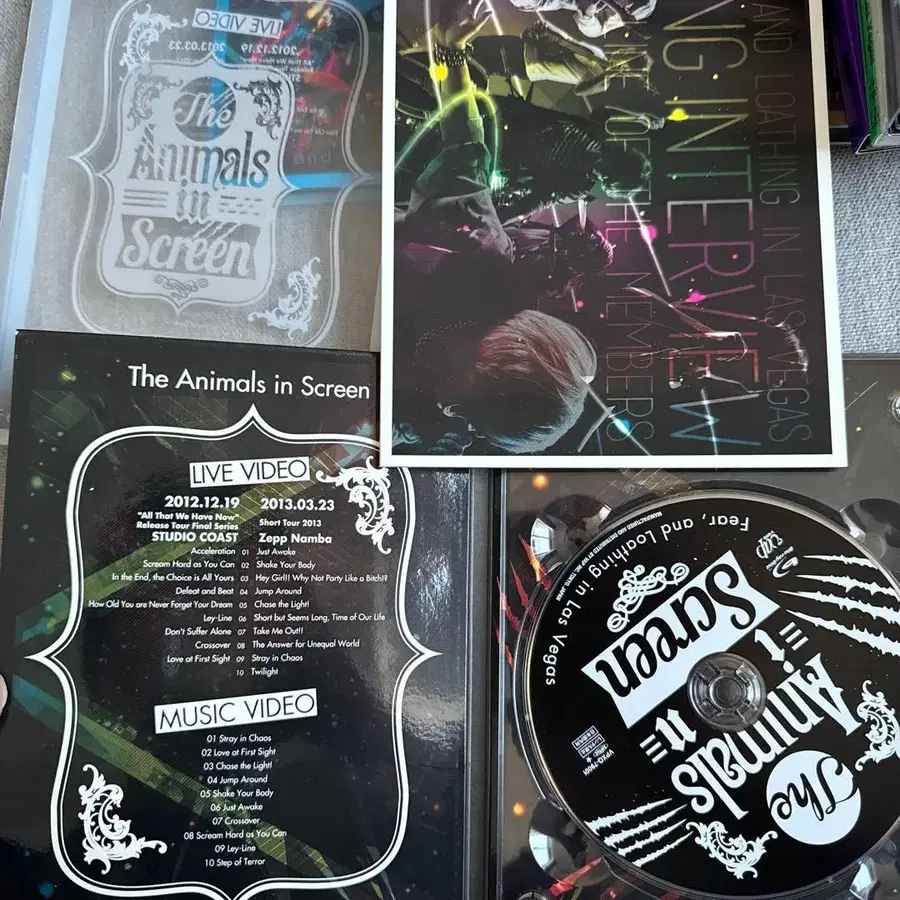 LIVE VIDEO
2012.12.19
2013.03.23
The
Animals
in
Screen
AND LOATHING IN LAS VEGAS
NG INTERVIEW
OF THE MEMBERS
The Animals in Screen
LIVE VIDEO
2012.12.19
"All That We Have Now"
Release Tour Final Series
STUDIO COAST
Acceleration 01
Scream Hard as You Can 02
In the End, the Choice is All Yours 03
Defeat and Beat 04
How Old You are Never Forget Your Dream 05
Ley-Line 06
Don't Suffer Alone 07
Crossover 08
Love at First Sight 09
10
2013.03.23
Short Tour 2013
Zepp Namba
Just Awake
Shake Your Body
Hey Girl!! Why Not Party Like a Bitch!?
Jump Around
Chase the Light!
Short but Seems Long, Time of Our Life
Take Me Out!!
The Answer for Unequal World
Stray in Chaos
Twilight
MUSIC VIDEO
01 Stray in Chaos
02 Love at First Sight
03 Chase the Light!
04 Jump Around
05 Shake Your Body
06 Just Awake
07 Crossover
08 Scream Hard as You Can
09 Ley-Line
10 Step of Terror
The
Animals
in
Screen
Fear, and Loathing in Las Vegas
MANUFACTURED AND DISTRIBUTED BY VAP INC. TOKYO, JAPAN
vap